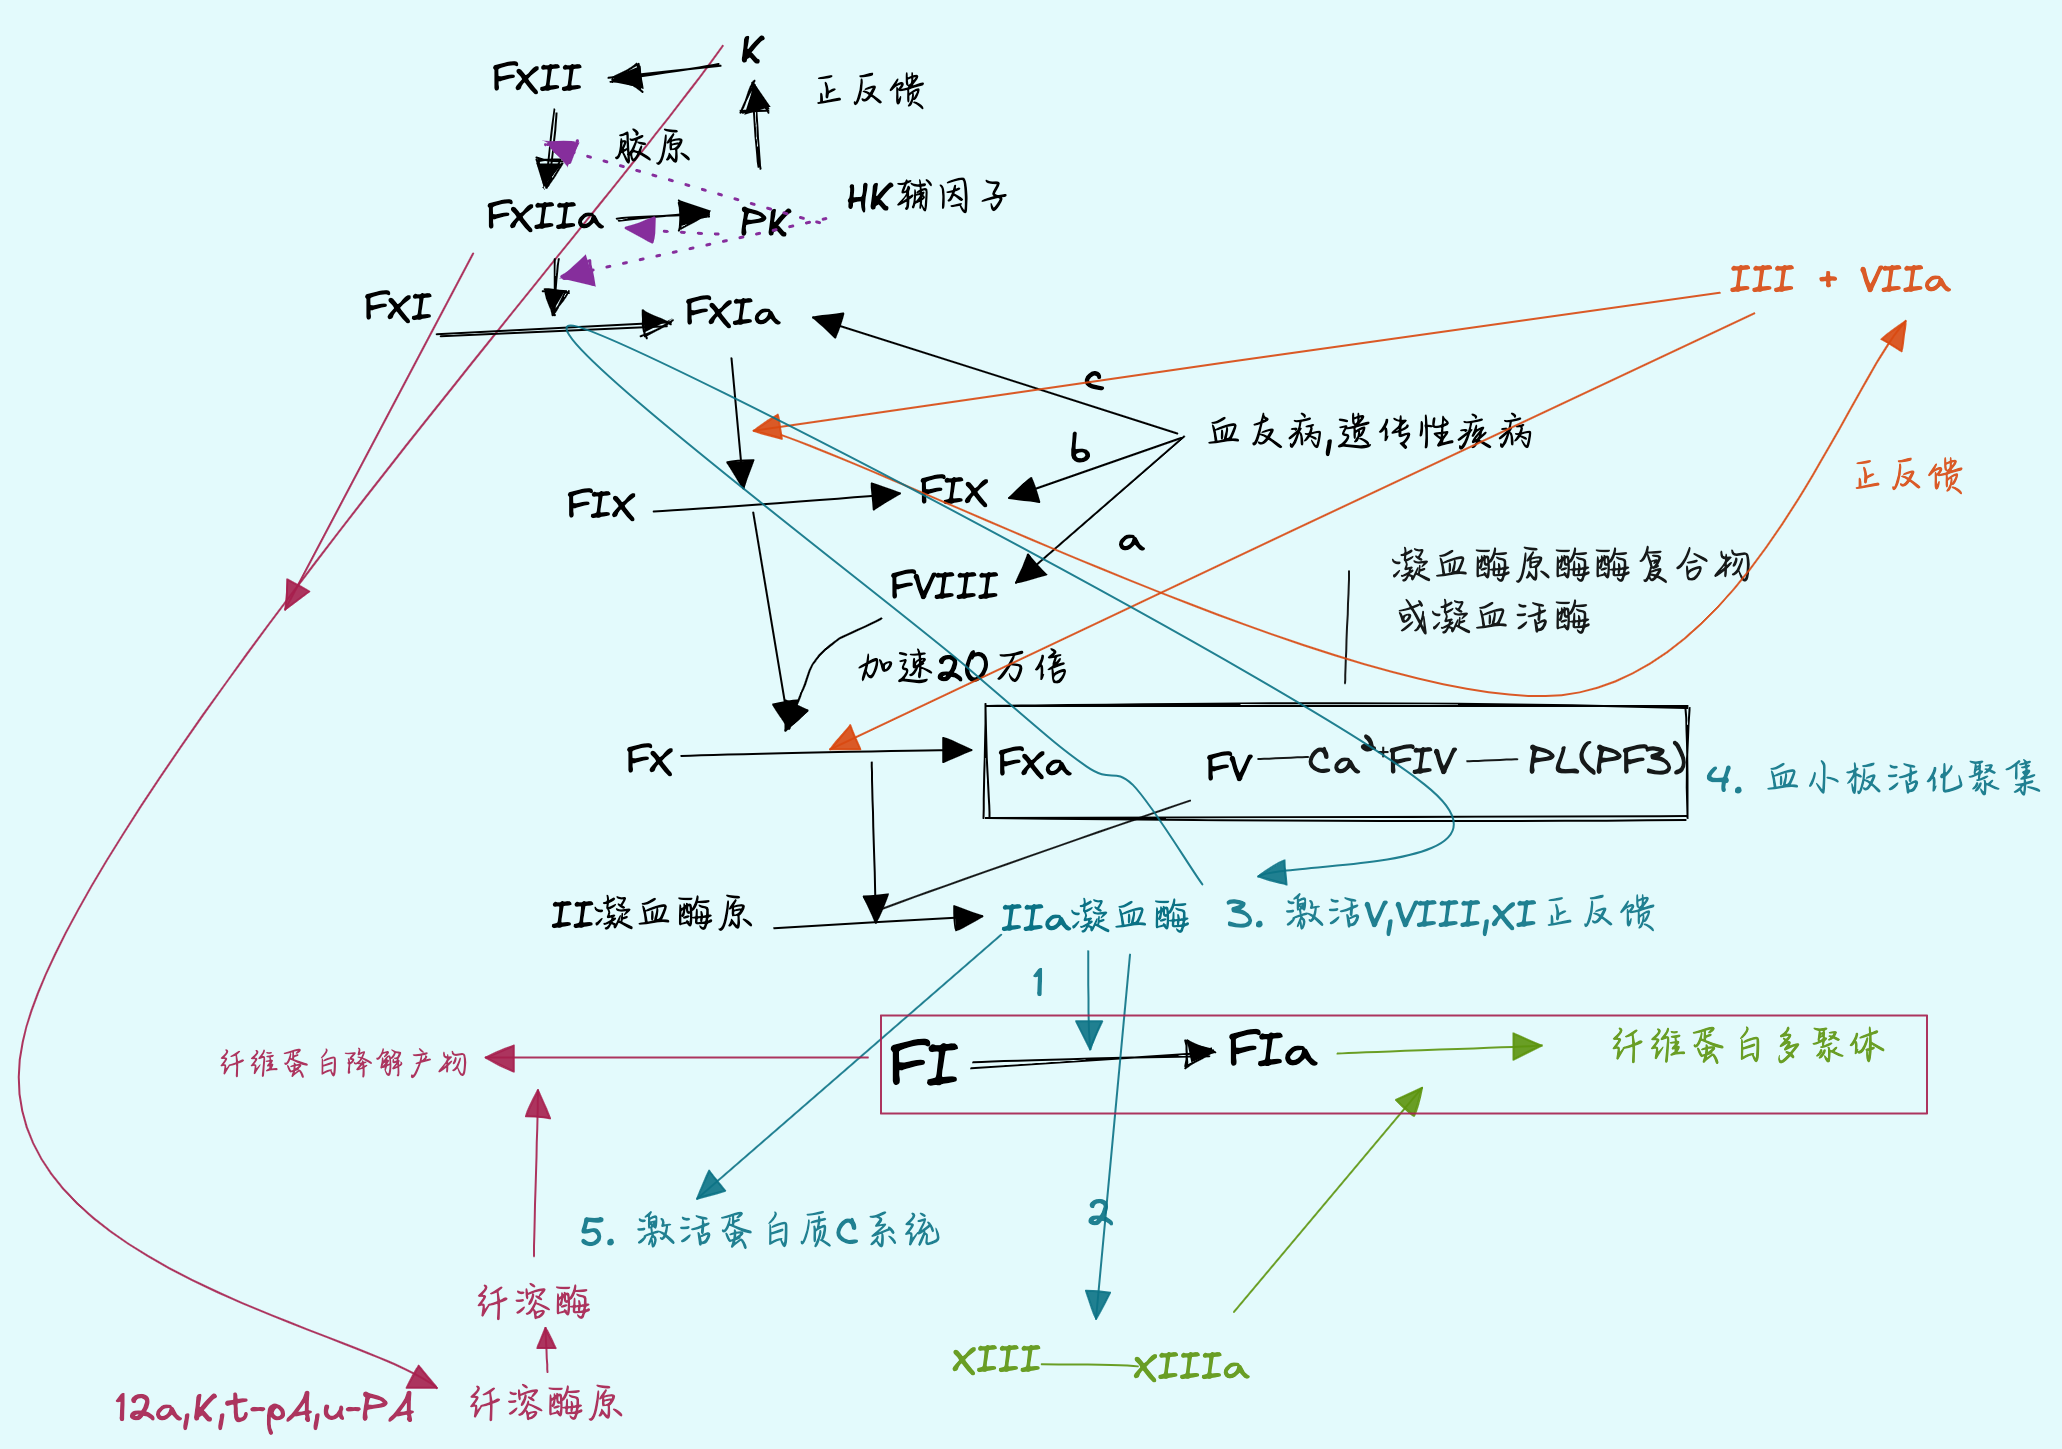 K
FXII
正反馈
胶原
HK辅因子
FXIIa
PK
III + VIIa
FXI
FXIa
c
血友病,遗传性疾病
b
正反馈
FIX
FIX
a
凝血酶原酶酶复合物
或凝血活酶
FVIII
加速20万倍
FX
FXa
FV
Ca²⁺FIV
PL(PF3)
4. 血小板活化聚集
II凝血酶原
IIa凝血酶
3. 激活V,VIII,XI正反馈
1
FI
FIa
纤维蛋白多聚体
纤维蛋白降解产物
2
5. 激活蛋白质C系统
纤溶酶
XIII
XIIIa
12a,K,t-pA,u-PA
纤溶酶原